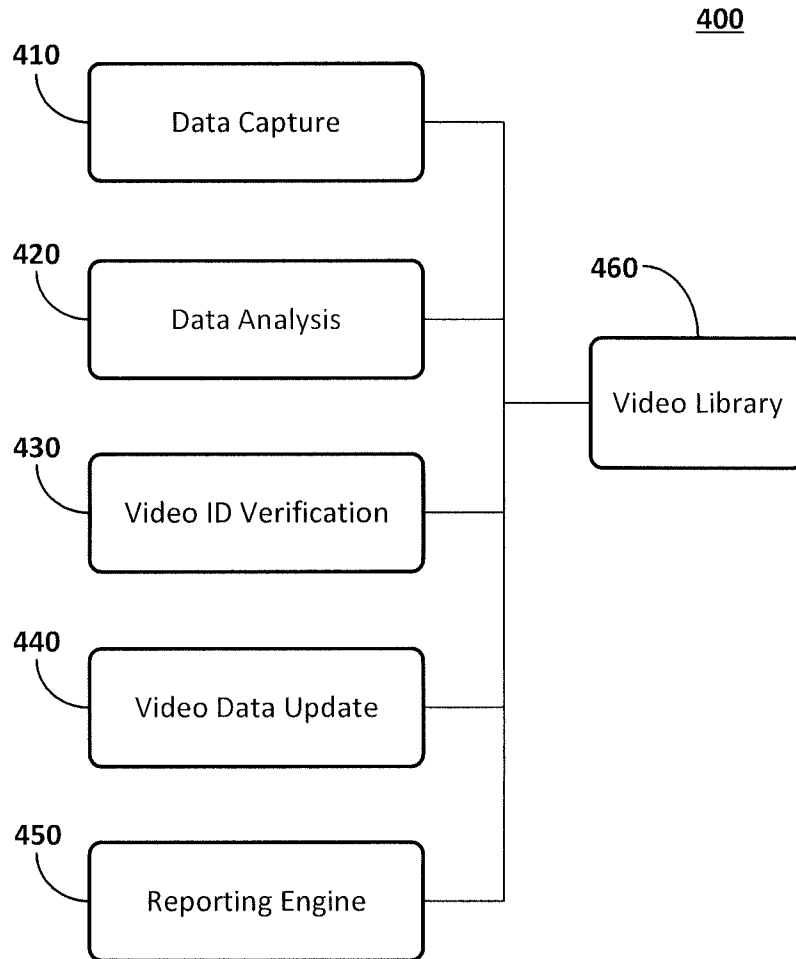 400
410
Data Capture
420
Data Analysis
460
Video Library
430
Video ID Verification
440
Video Data Update
450
Reporting Engine